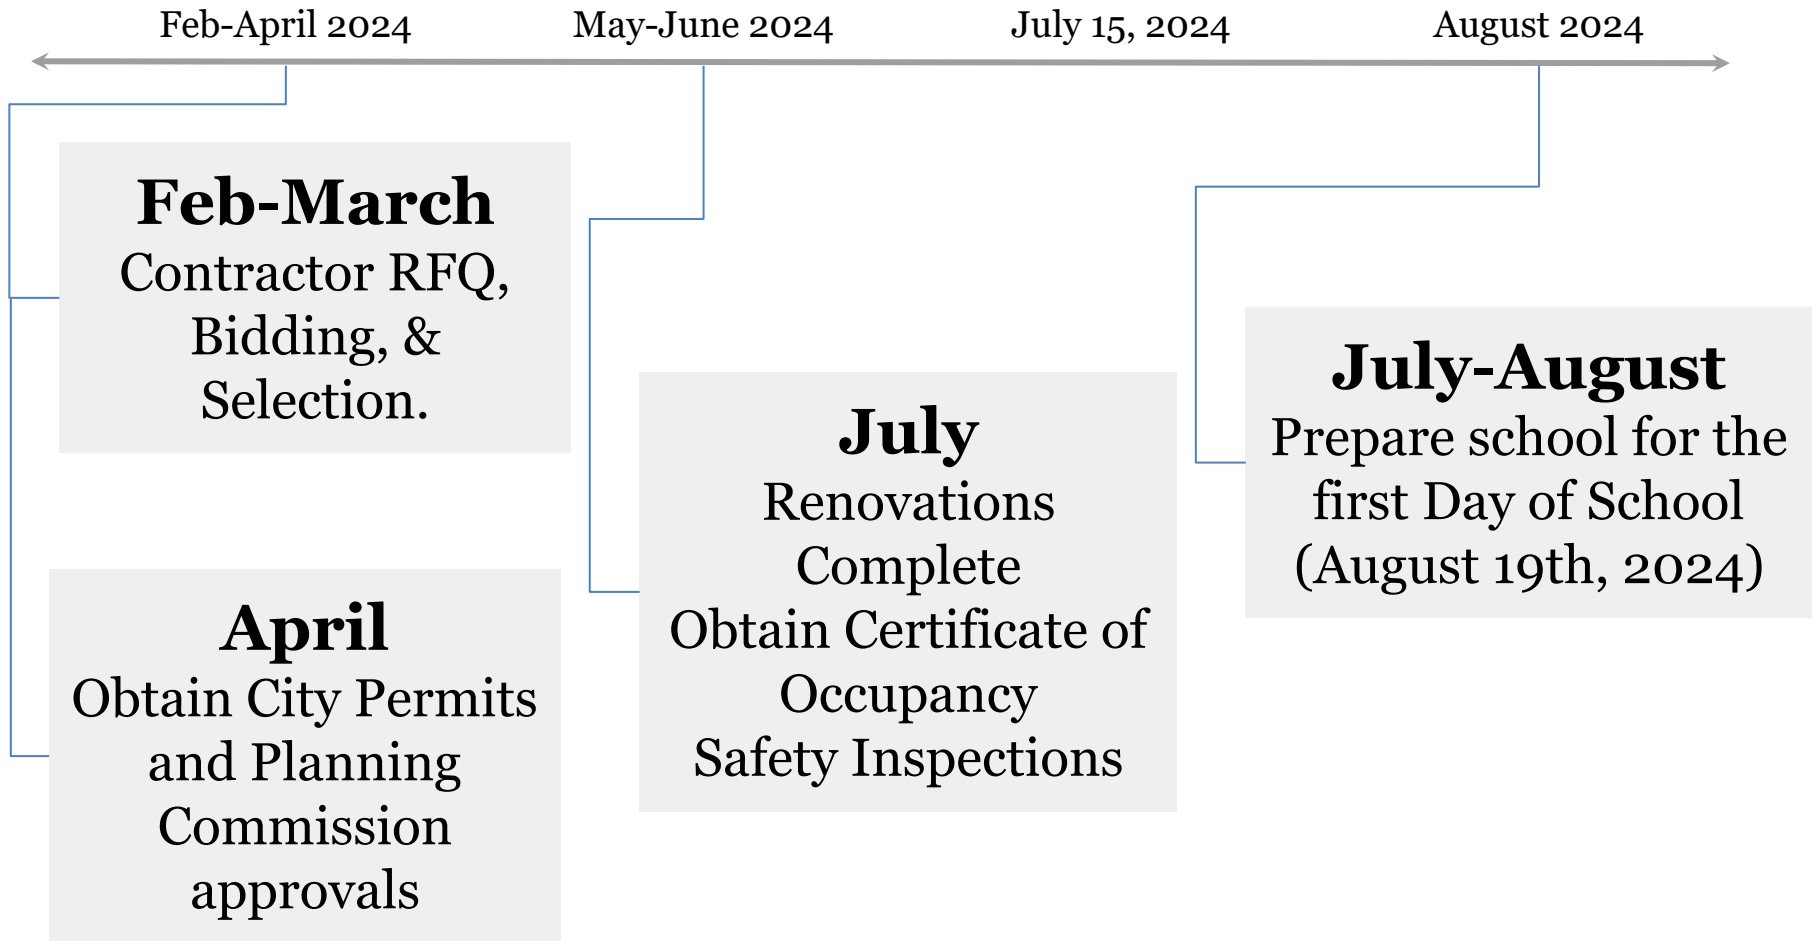 Feb-April 2024
May-June 2024
July 15, 2024
August 2024
Feb-March
Contractor RFQ,
Bidding, &
Selection.
April
Obtain City Permits
and Planning
Commission
approvals
July
Renovations
Complete
Obtain Certificate of
Occupancy
Safety Inspections
July-August
Prepare school for the
first Day of School
(August 19th, 2024)